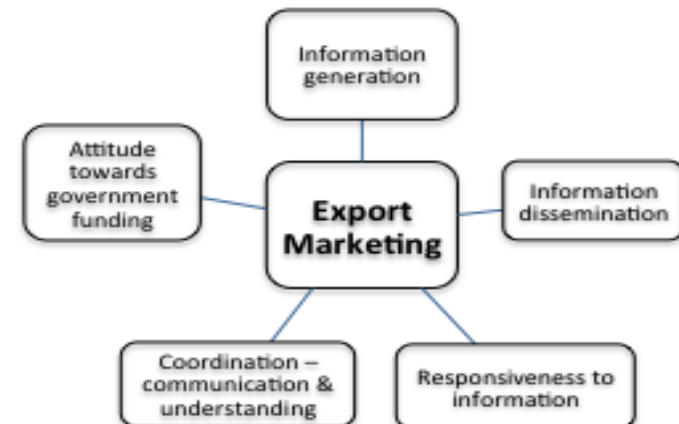 Information
generation
Attitude
towards
government
funding
Export
Marketing
Information
dissemination
Coordination –
communication &
understanding
Responsiveness to
information